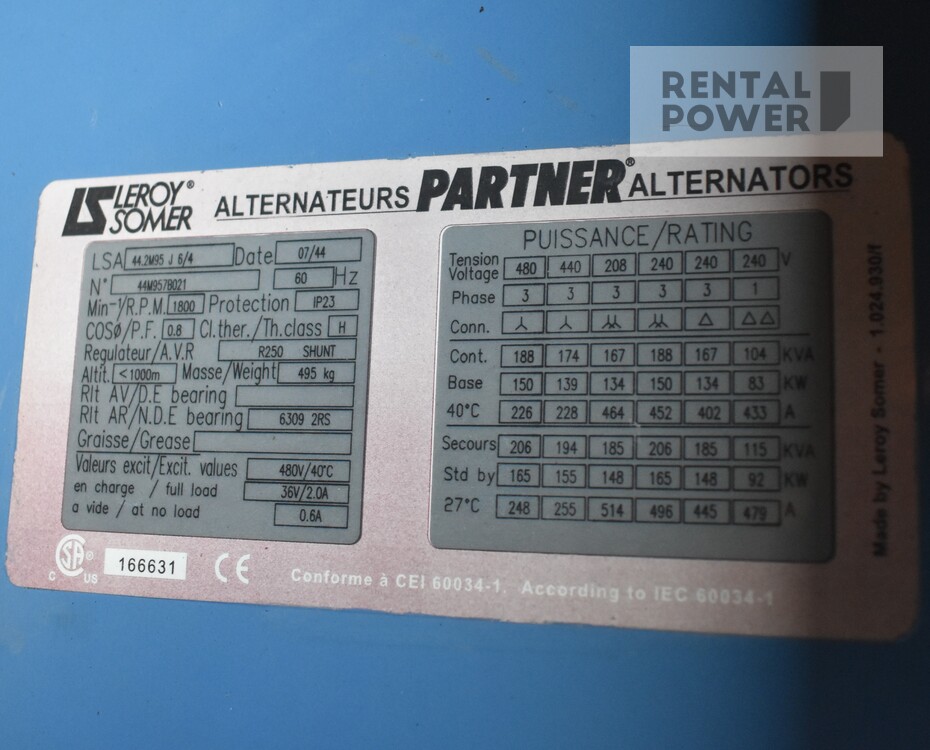 RENTAL
POWER
LEROY®
SOMER
ALTERNATEURS PARTNER® ALTERNATORS
LSA 44.2M95 J 6/4 Date 07/44
N° 44M957B021 60 Hz
Min-1/R.P.M. 1800 Protection IP23
COSø/P.F. 0.8 Cl.ther./Th.class H
Regulateur/A.V.R R250 SHUNT
Altit. <1000m Masse/Weight 495 kg
Rlt AV/D.E bearing
Rlt AR/N.D.E bearing 6309 2RS
Graisse/Grease
Valeurs excit/Excit. values 480V/40°C
en charge / full load 36V/2.0A
a vide / at no load 0.6A
PUISSANCE/RATING
Tension
Voltage 480 440 208 240 240 240 V
Phase 3 3 3 3 3 1
Conn. Δ ΔΔ
Cont. 188 174 167 188 167 104 KVA
Base 150 139 134 150 134 83 KW
40°C 226 228 464 452 402 433 A
Secours 206 194 185 206 185 115 KVA
Std by 165 155 148 165 148 92 KW
27°C 248 255 514 496 445 479 A
Made by Leroy Somer - 1.024.930/f
C SA® US 166631 CE
Conforme à CEI 60034-1. According to IEC 60034-1